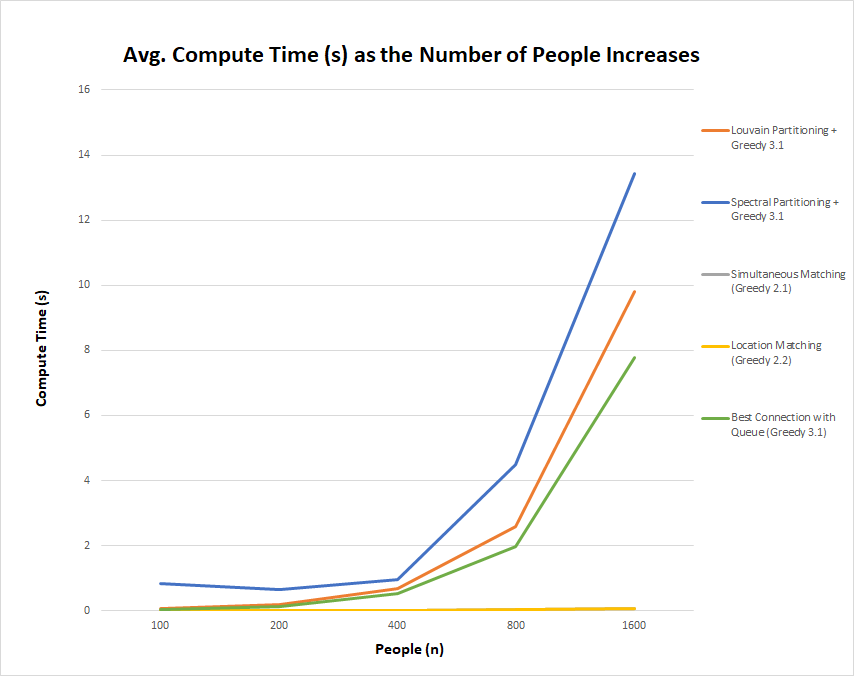 Avg. Compute Time (s) as the Number of People Increases
16
14
12
10
8
6
4
2
0
Compute Time (s)
100 200 400 800 1600
People (n)
Louvain Partitioning +
Greedy 3.1
Spectral Partitioning +
Greedy 3.1
Simultaneous Matching
(Greedy 2.1)
Location Matching
(Greedy 2.2)
Best Connection with
Queue (Greedy 3.1)